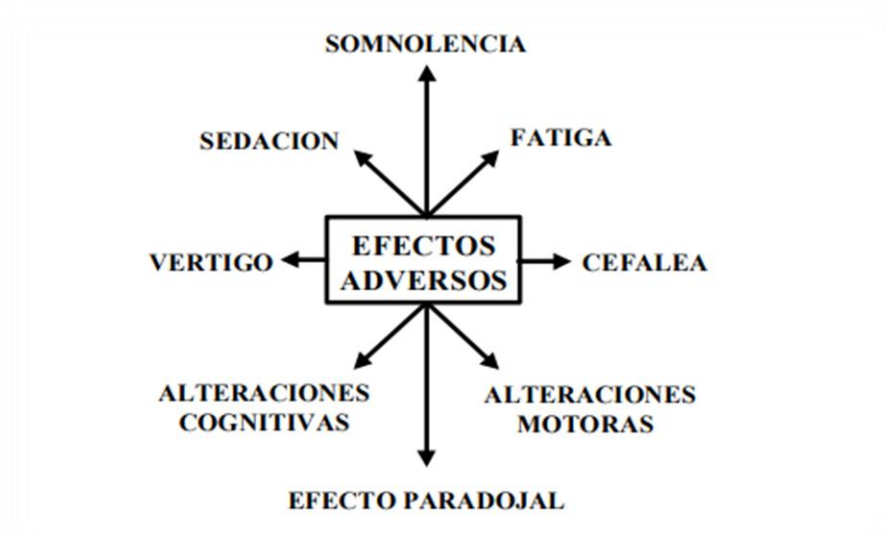 SOMNOLENCIA
SEDACION
FATIGA
EFECTOS
ADVERSOS
VERTIGO
CEFALEA
ALTERACIONES
COGNITIVAS
ALTERACIONES
MOTORAS
EFECTO PARADOJAL